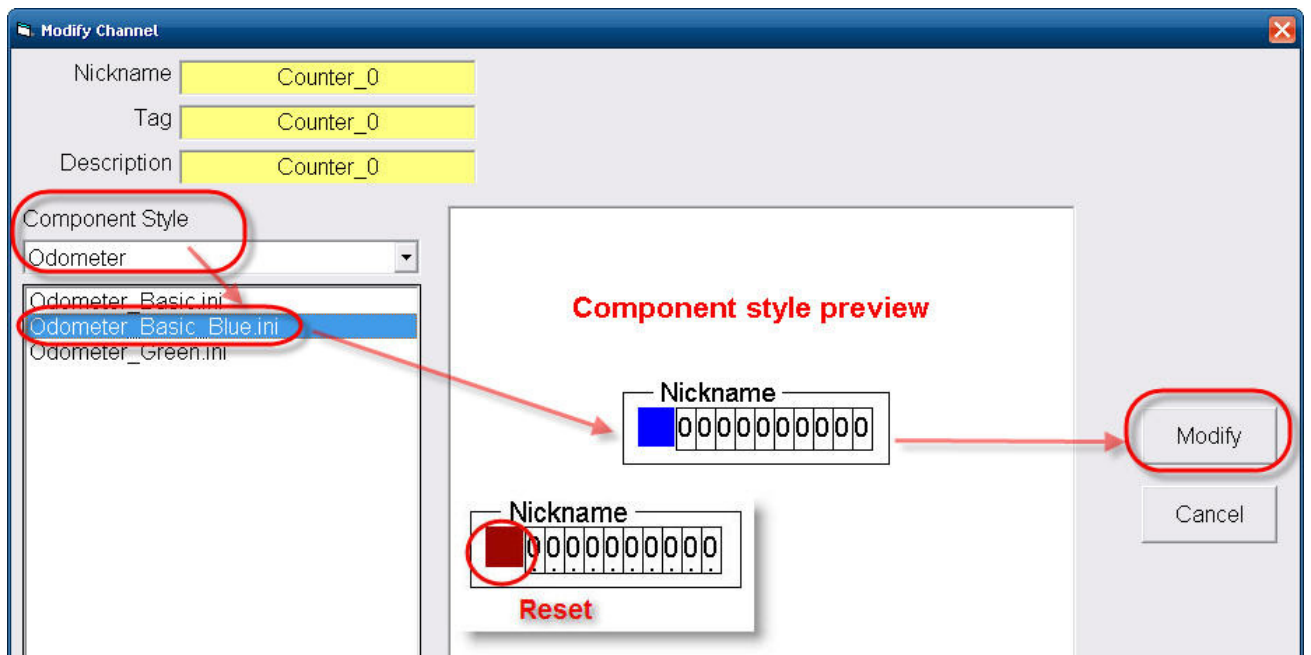 Modify Channel
Nickname Counter_0
Tag Counter_0
Description Counter_0
Component Style
Odometer
Odometer_Basic.ini
Odometer_Basic_Blue.ini
Odometer_Green.ini
Component style preview
Nickname
0000000000
Nickname
0000000000
Reset
Modify
Cancel